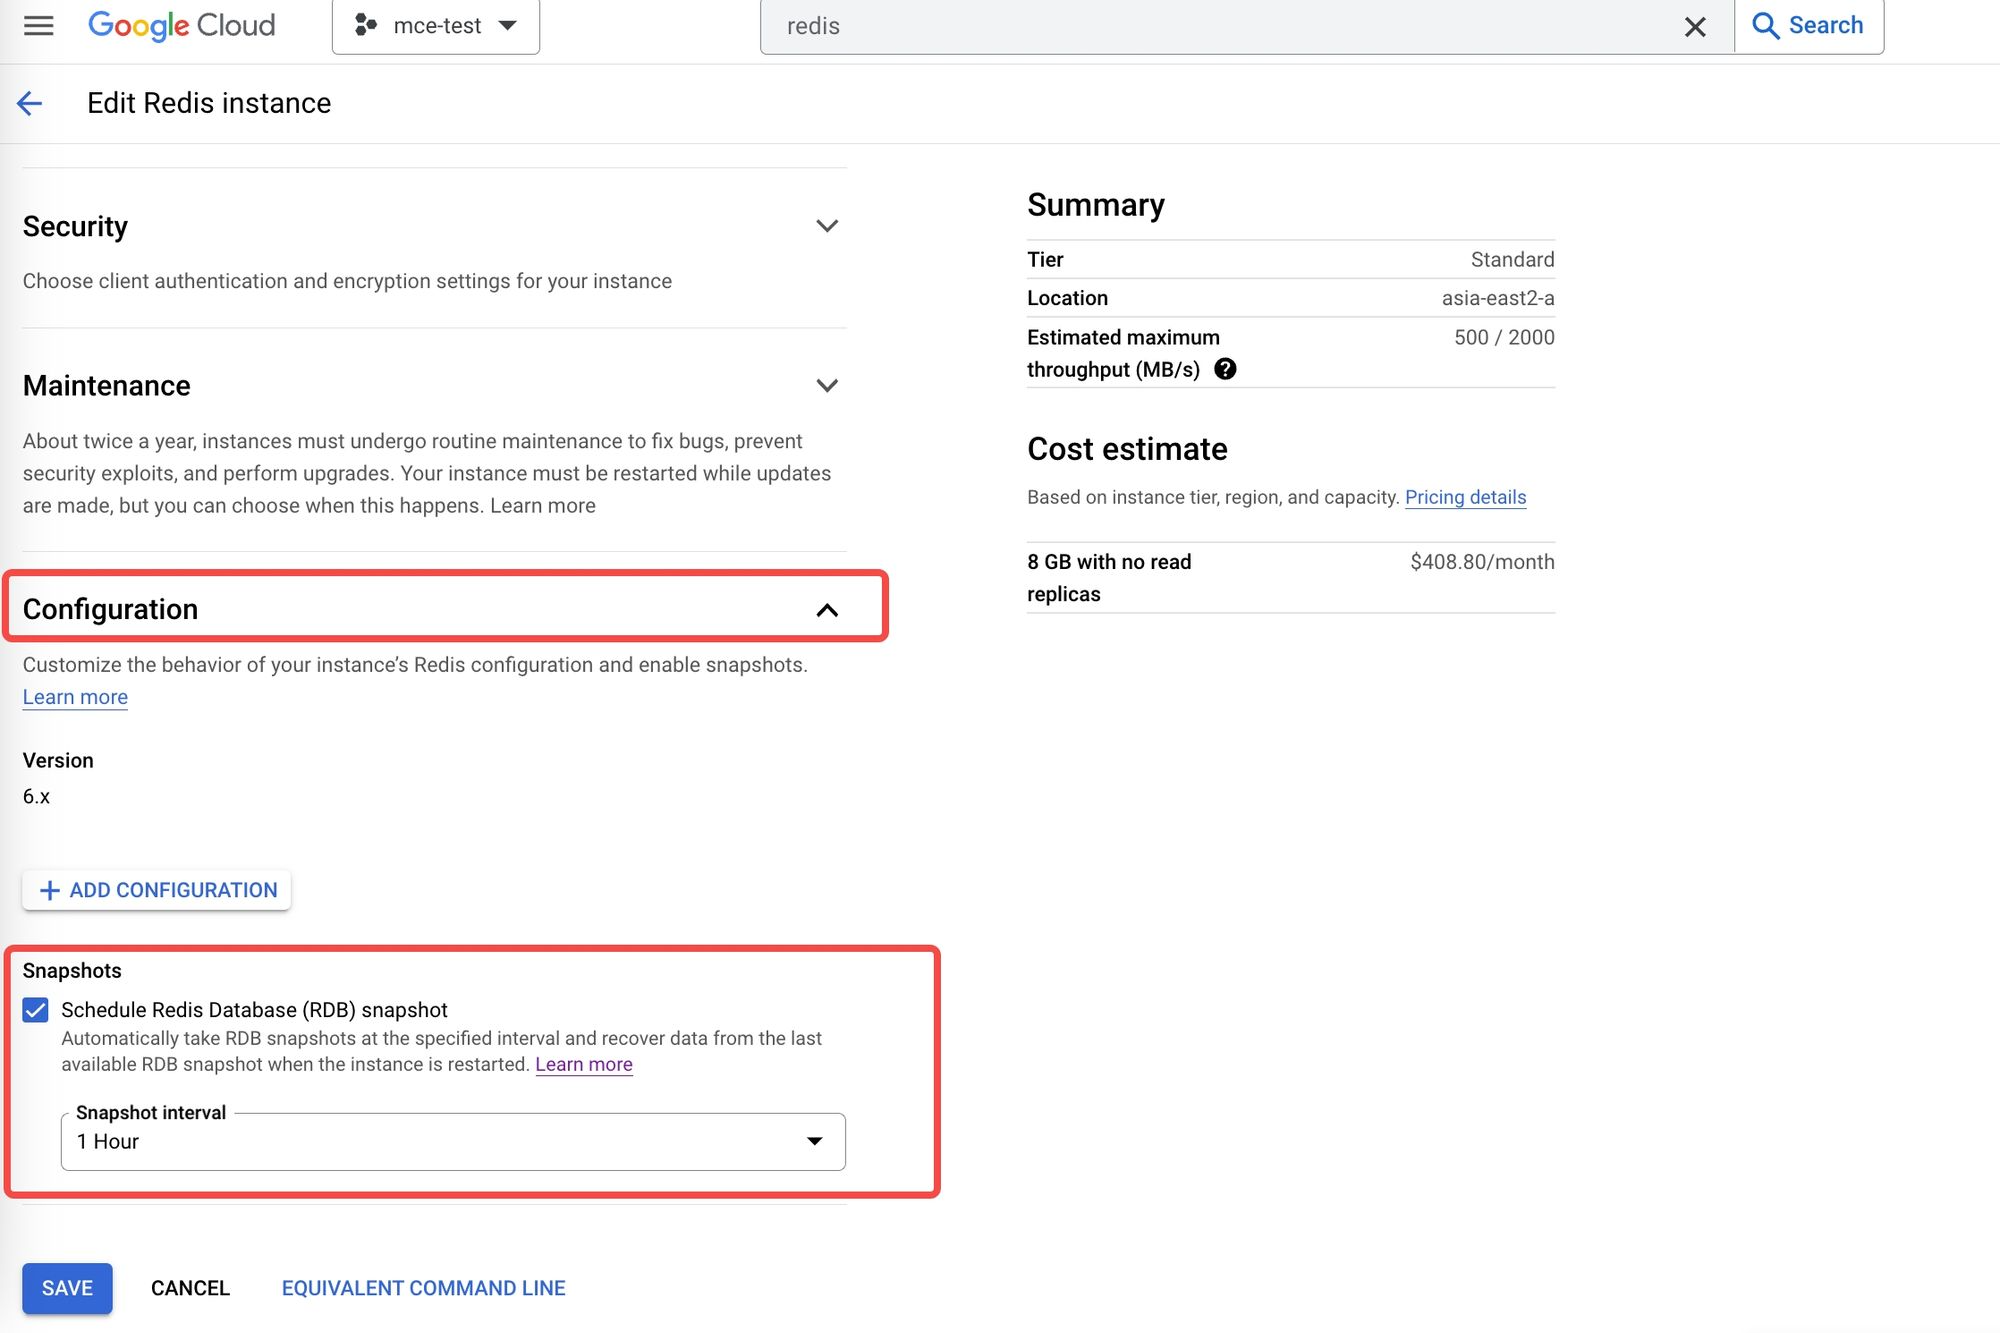 Google Cloud
mce-test
redis
Search
Edit Redis instance
Security
Choose client authentication and encryption settings for your instance
Maintenance
About twice a year, instances must undergo routine maintenance to fix bugs, prevent
security exploits, and perform upgrades. Your instance must be restarted while updates
are made, but you can choose when this happens. Learn more
Configuration
Customize the behavior of your instance’s Redis configuration and enable snapshots.
Learn more
Version
6.x
ADD CONFIGURATION
Snapshots
Schedule Redis Database (RDB) snapshot
Automatically take RDB snapshots at the specified interval and recover data from the last
available RDB snapshot when the instance is restarted. Learn more
Snapshot interval
1 Hour
SAVE CANCEL EQUIVALENT COMMAND LINE
Summary
Tier Standard
Location asia-east2-a
Estimated maximum 500 / 2000
throughput (MB/s)
Cost estimate
Based on instance tier, region, and capacity. Pricing details
8 GB with no read $408.80/month
replicas